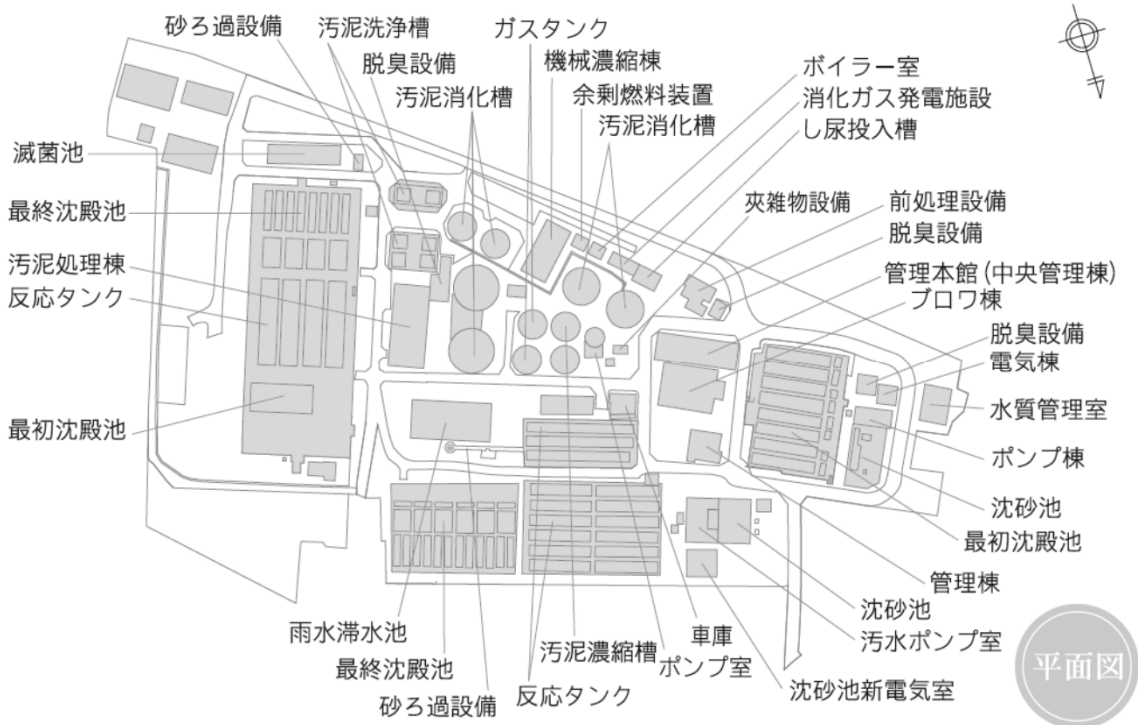 砂ろ過設備
汚泥洗浄槽
脱臭設備
汚泥消化槽
ガスタンク
機械濃縮棟
余剰燃料装置
汚泥消化槽
ボイラー室
消化ガス発電施設
し尿投入槽
夾雑物設備
前処理設備
脱臭設備
管理本館(中央管理棟)
ブロワ棟
脱臭設備
電気棟
水質管理室
ポンプ棟
沈砂池
最初沈殿池
管理棟
沈砂池
汚水ポンプ室
沈砂池新電気室
滅菌池
最終沈殿池
汚泥処理棟
反応タンク
最初沈殿池
雨水滞水池
最終沈殿池
砂ろ過設備
反応タンク
汚泥濃縮槽
ポンプ室
車庫
平面図